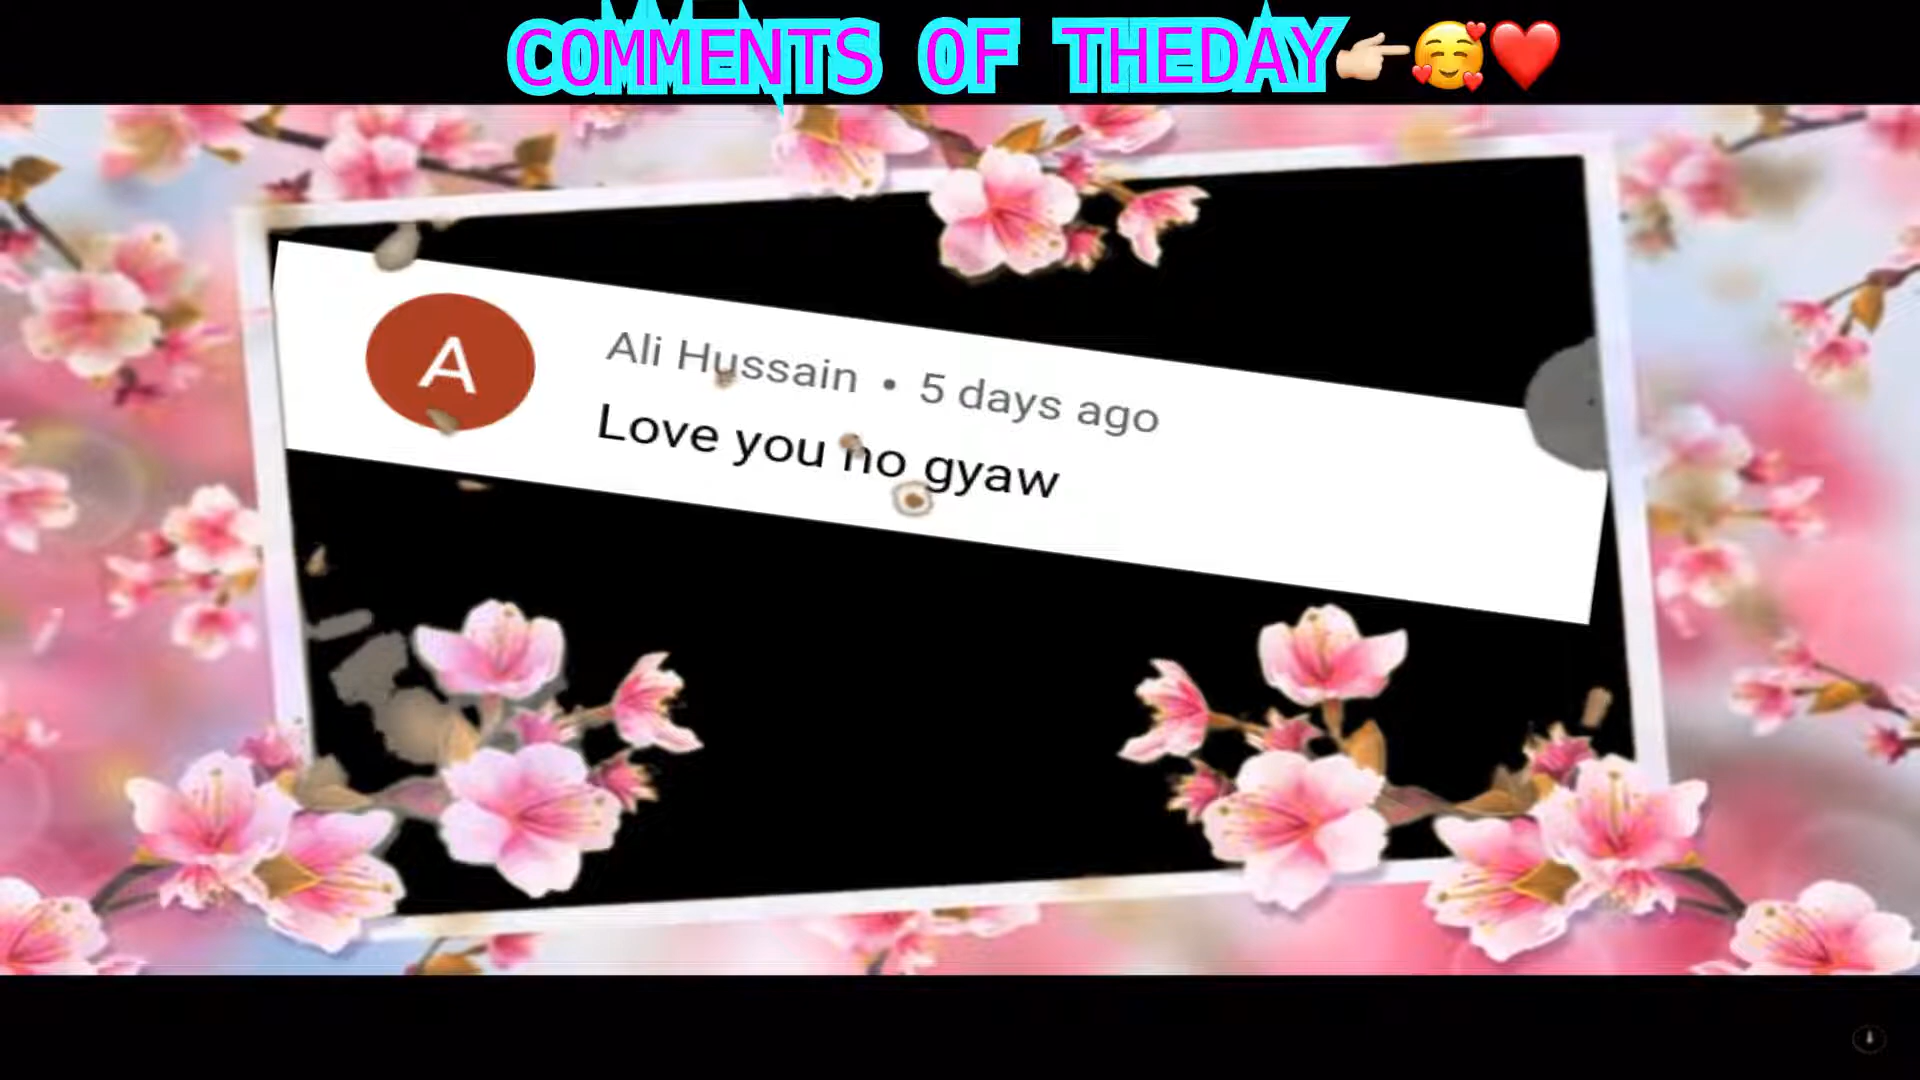 COMMENTS OF THEDAY👉🏻🥰❤️
A
Ali Hussain • 5 days ago
Love you no gyaw